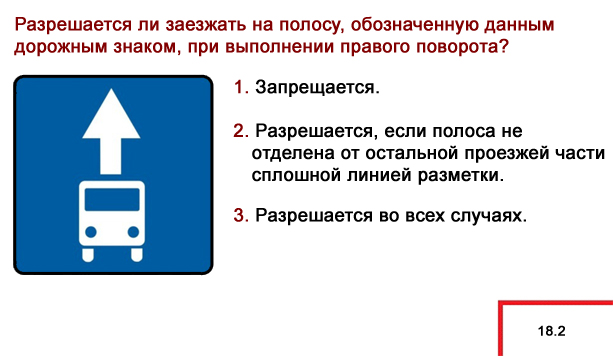 Разрешается ли заезжать на полосу, обозначенную данным
дорожным знаком, при выполнении правого поворота?
1. Запрещается.
2. Разрешается, если полоса не
отделена от остальной проезжей части
сплошной линией разметки.
3. Разрешается во всех случаях.
18.2